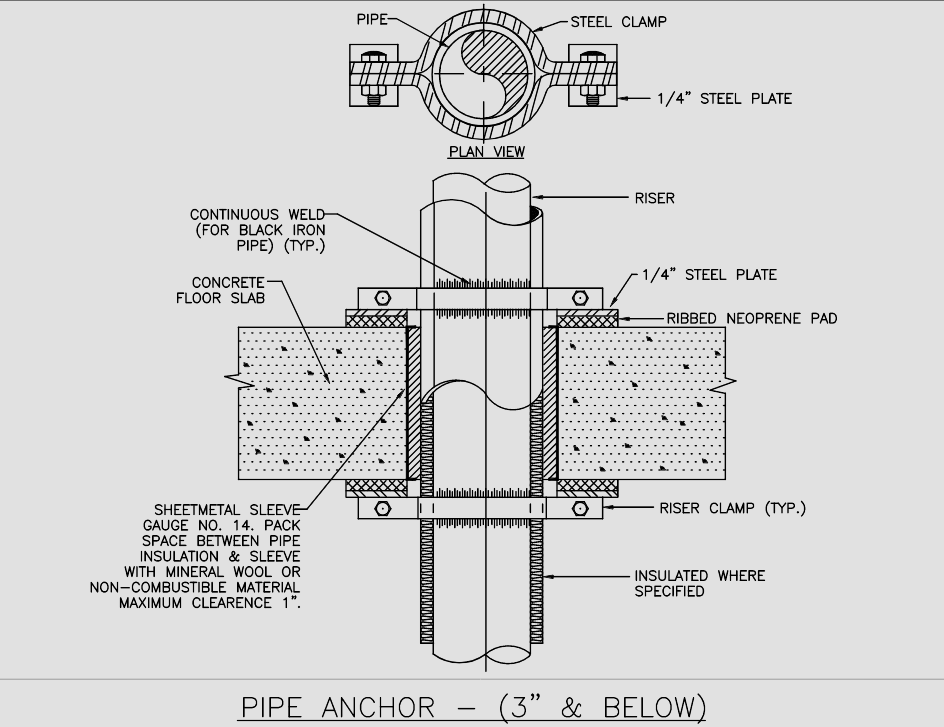 PIPE
STEEL CLAMP
1/4" STEEL PLATE
PLAN VIEW
RISER
CONTINUOUS WELD
(FOR BLACK IRON
PIPE) (TYP.)
1/4" STEEL PLATE
CONCRETE
FLOOR SLAB
RIBBED NEOPRENE PAD
SHEETMETAL SLEEVE
GAUGE NO. 14. PACK
SPACE BETWEEN PIPE
INSULATION & SLEEVE
WITH MINERAL WOOL OR
NON-COMBUSTIBLE MATERIAL
MAXIMUM CLEARENCE 1".
RISER CLAMP (TYP.)
INSULATED WHERE
SPECIFIED
PIPE ANCHOR - (3" & BELOW)